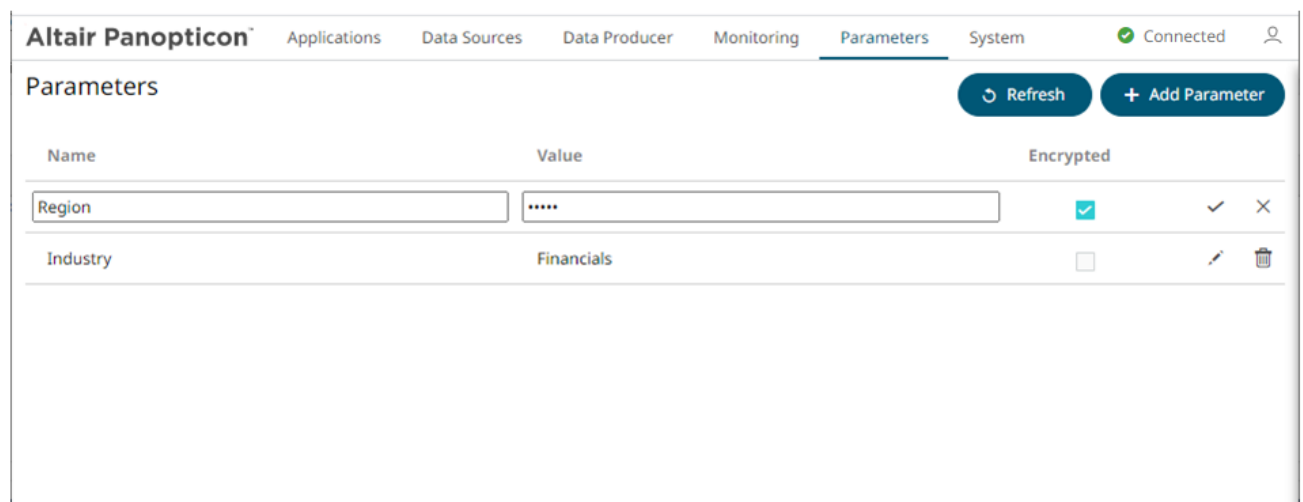 Altair Panopticon™ Applications Data Sources Data Producer Monitoring Parameters System Connected
Parameters Refresh + Add Parameter
Name Value Encrypted
Region •••••
Industry Financials